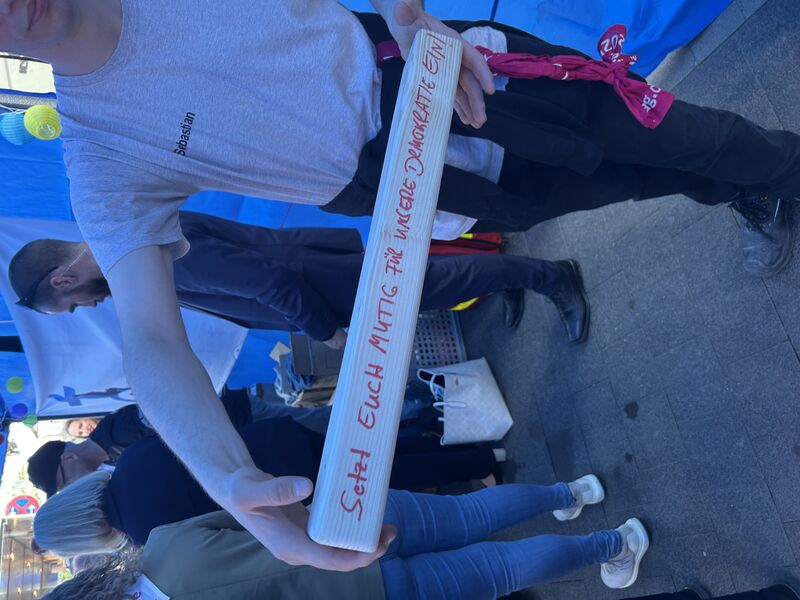 Setzt EUCH MUTIG FÜR UNSERE DEMOKRATIE EIN!
Sebastian